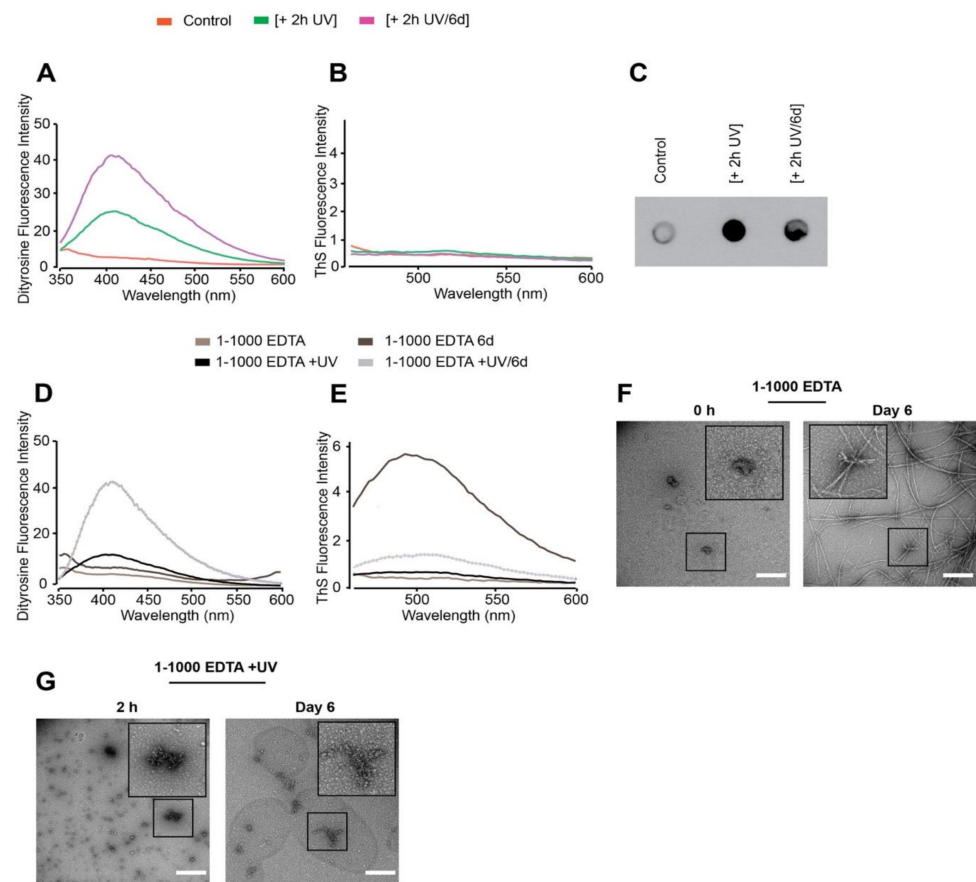 Control [+ 2h UV] [+ 2h UV/6d]
A
Dityrosine Fluorescence Intensity
50
40
20
10
0
350 400 450 500 550 600
Wavelength (nm)
B
ThS Fluorescence Intensity
4
3
2
1
0
500 550 600
Wavelength (nm)
C
Control
[+ 2h UV]
[+ 2h UV/6d]
1-1000 EDTA 1-1000 EDTA 6d
1-1000 EDTA +UV 1-1000 EDTA +UV/6d
D
Dityrosine Fluorescence Intensity
50
30
20
10
0
350 400 450 500 550 600
Wavelength (nm)
E
ThS Fluorescence Intensity
6
4
2
0
500 550 600
Wavelength (nm)
F
1-1000 EDTA
0 h Day 6
G
1-1000 EDTA +UV
2 h Day 6